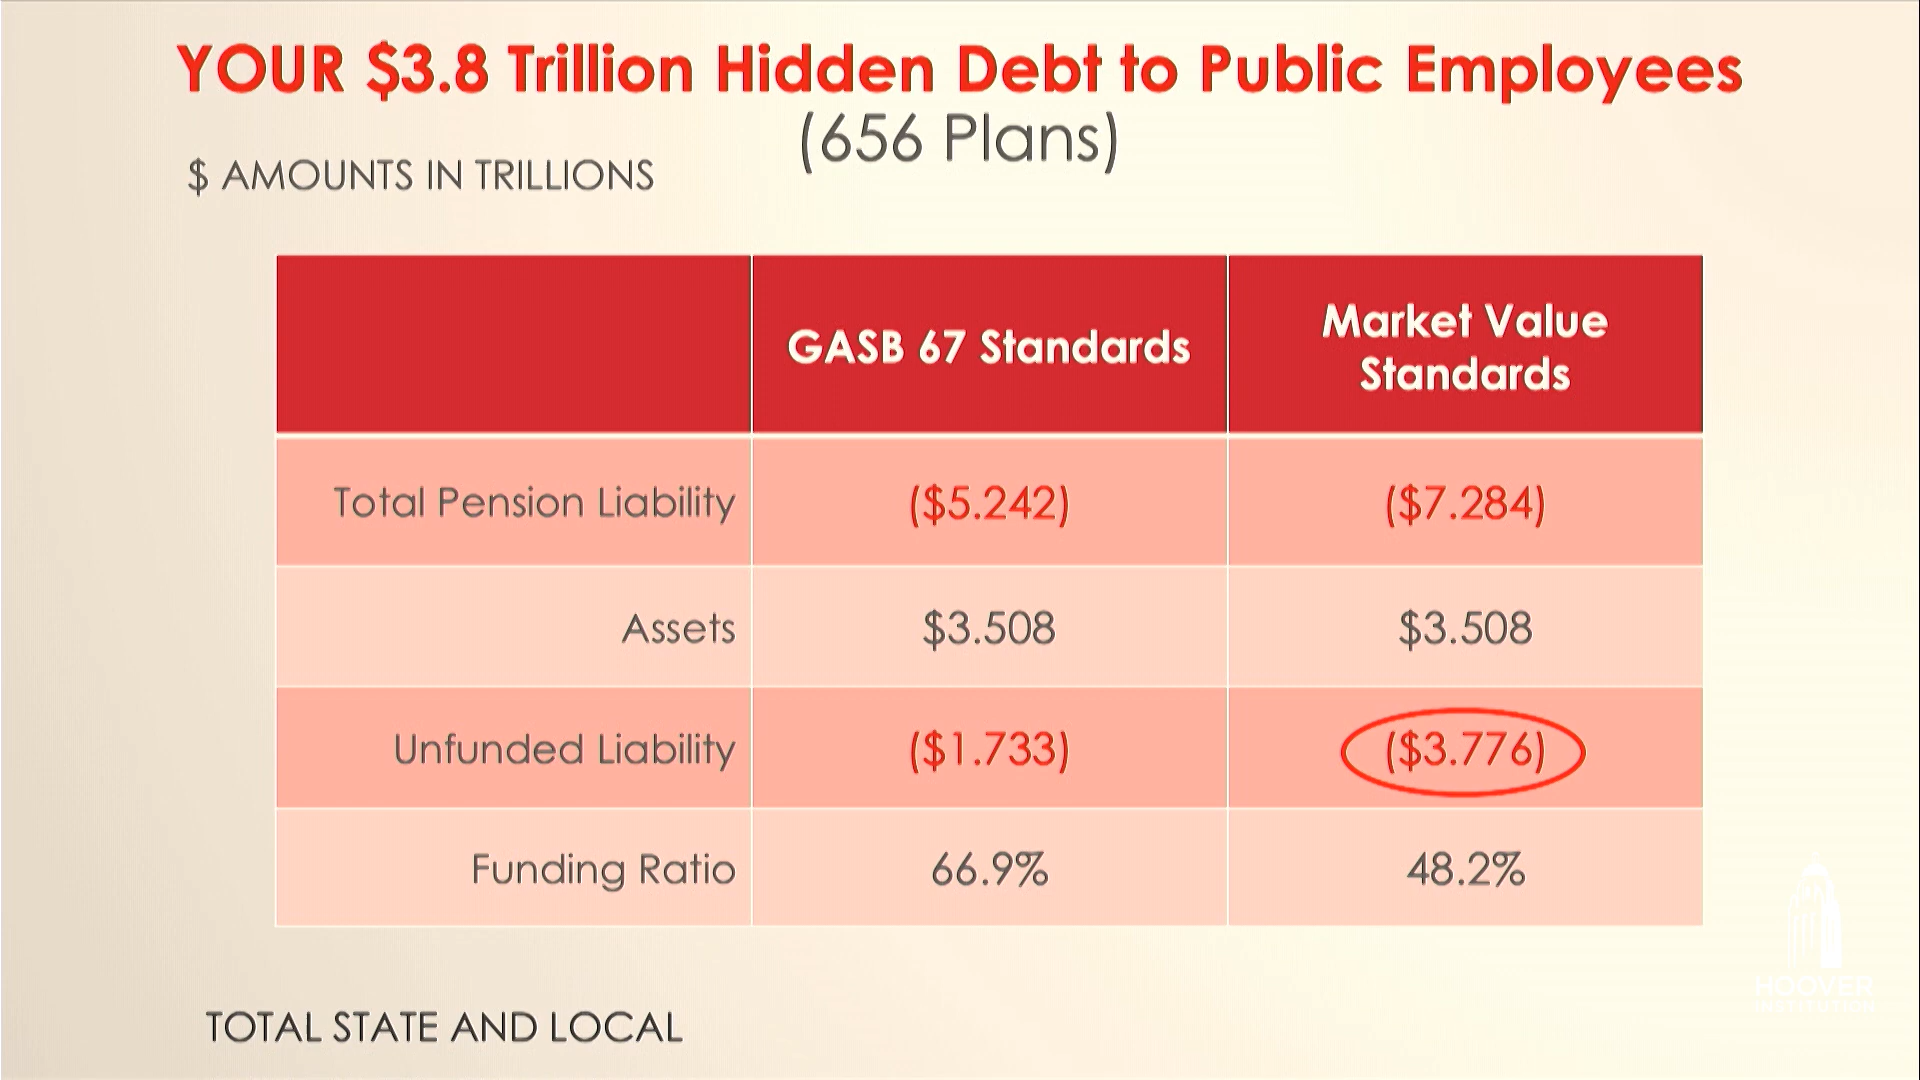 YOUR $3.8 Trillion Hidden Debt to Public Employees
(656 Plans)
$ AMOUNTS IN TRILLIONS
GASB 67 Standards
Market Value
Standards
Total Pension Liability ($5.242) ($7.284)
Assets $3.508 $3.508
Unfunded Liability ($1.733) ($3.776)
Funding Ratio 66.9% 48.2%
HOOVER
INSTITUTION
TOTAL STATE AND LOCAL